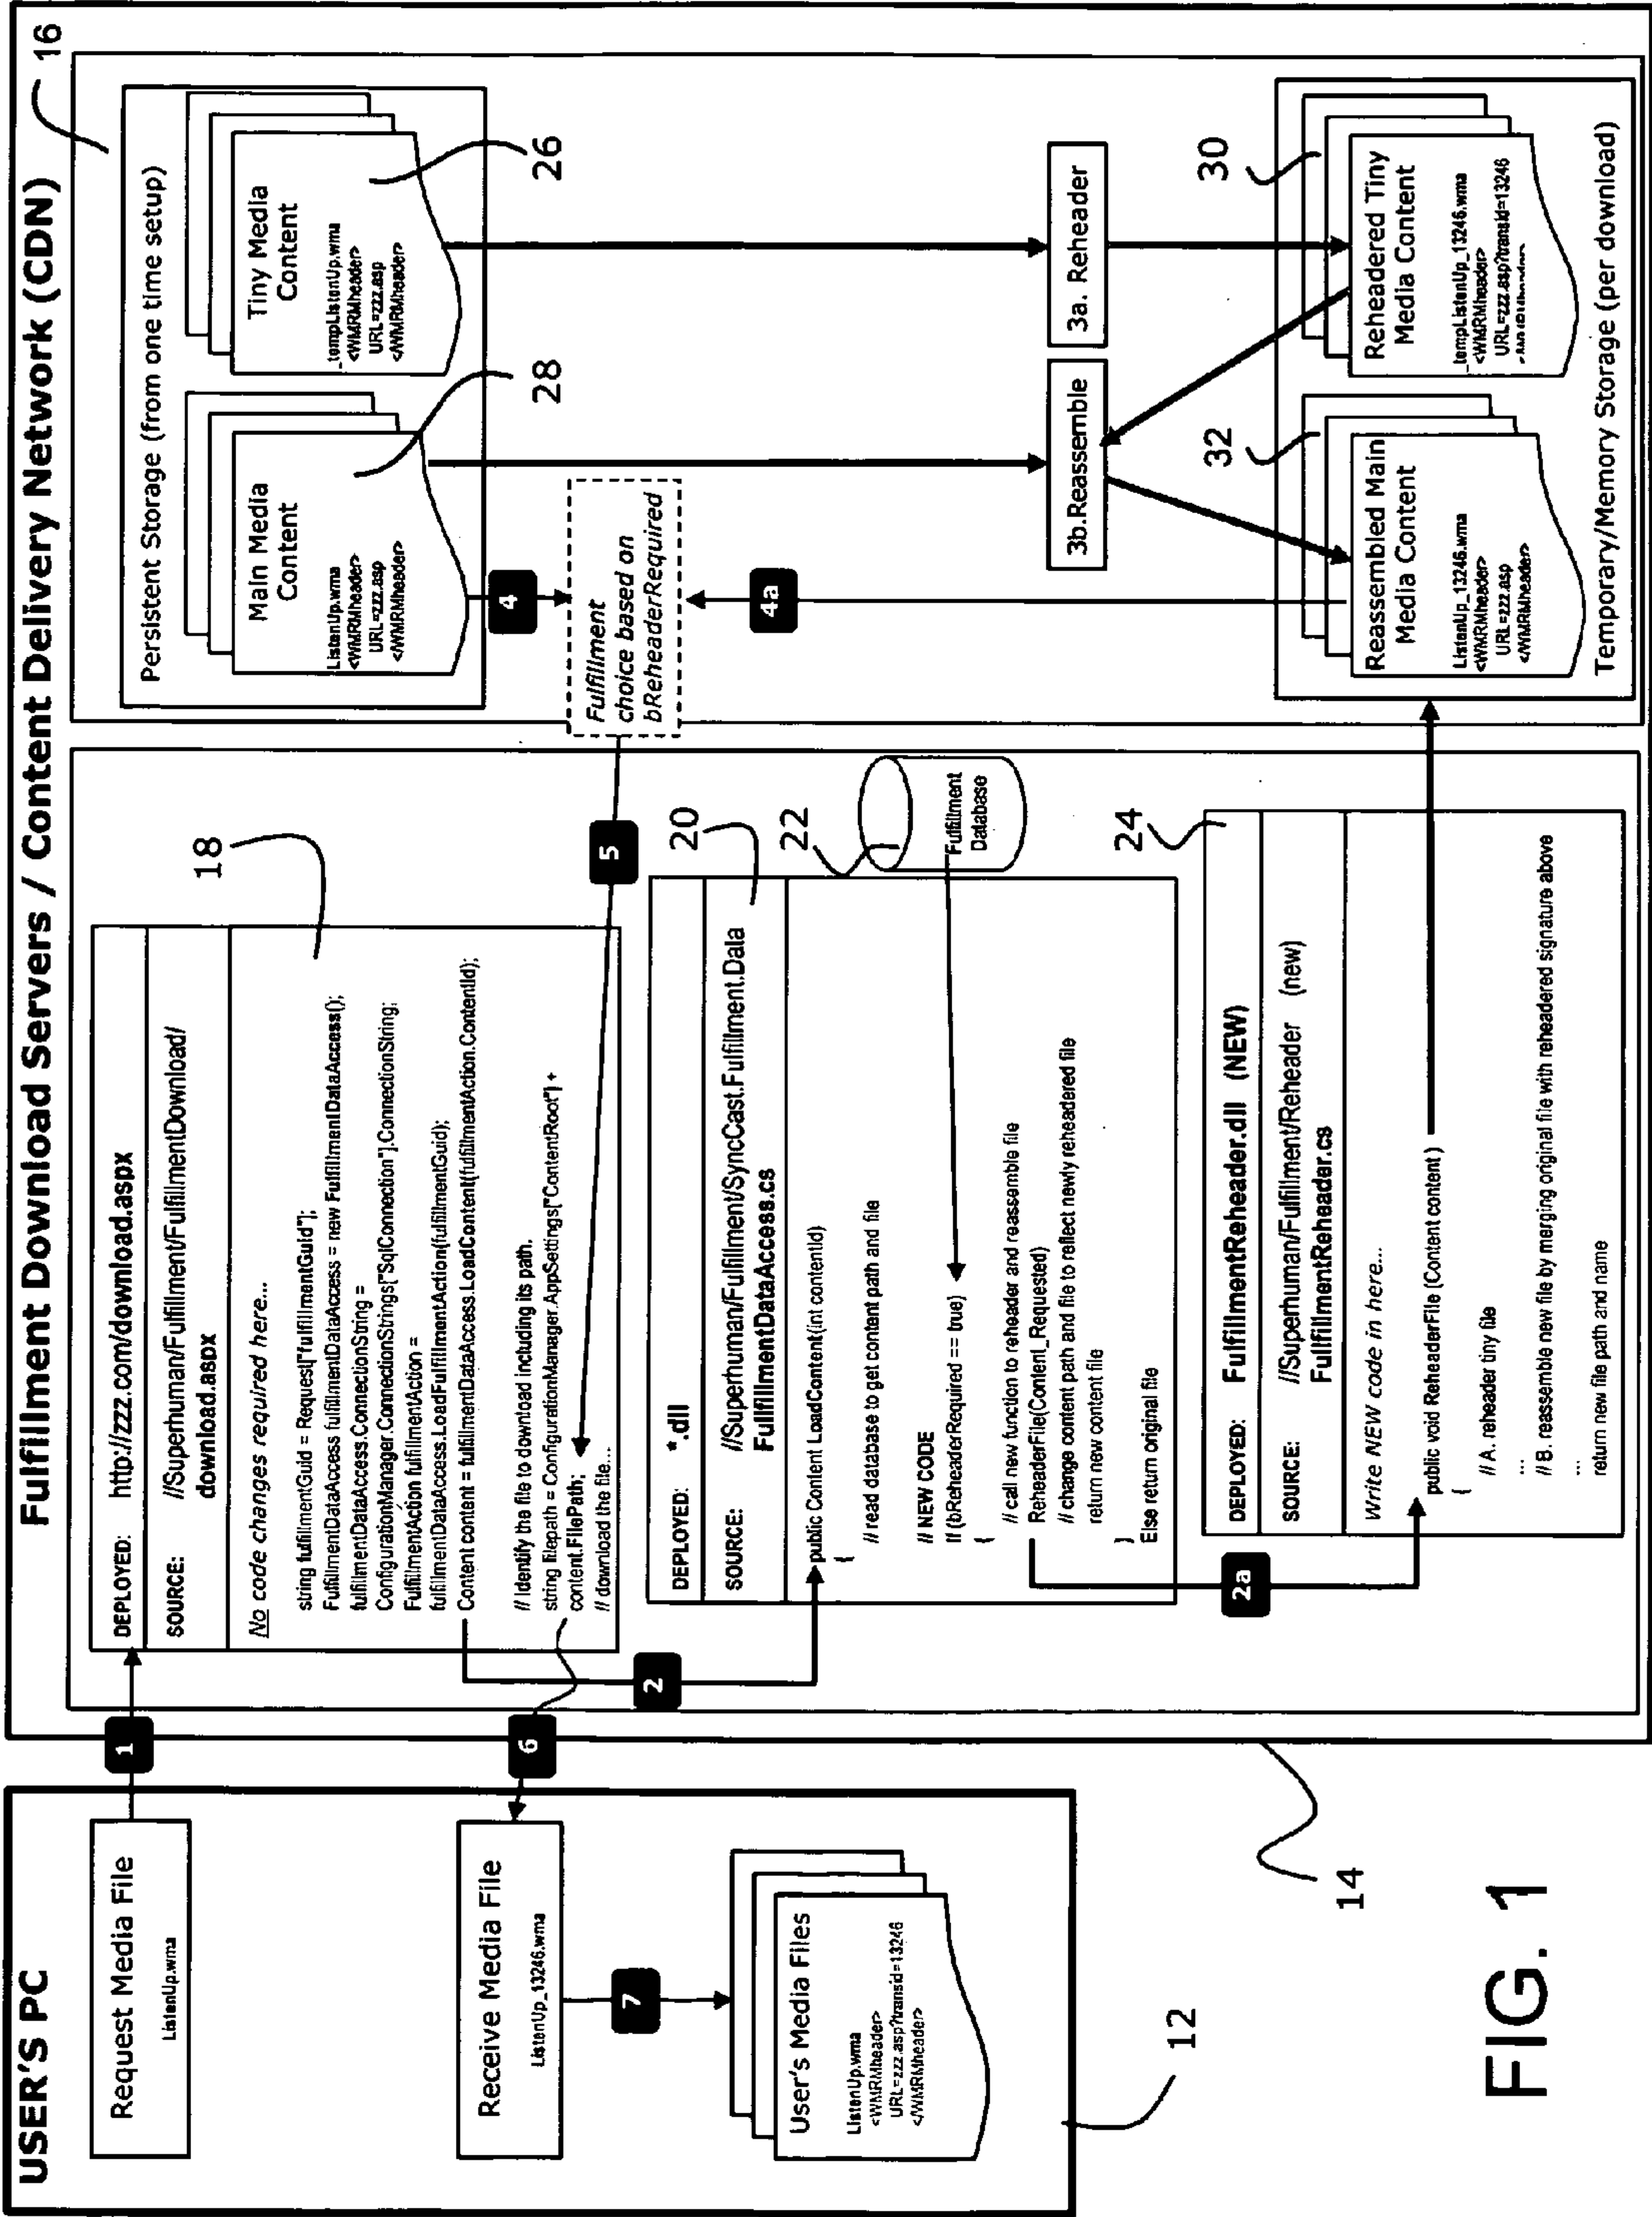 USER'S PC
Request Media File
ListenUp.wma
Receive Media File
ListenUp_13246.wma
User's Media Files
ListenUp.wma
<WMRMheader>
URL=zzz.asp?transid=13246
</WMRMheader>
12
14
1
6
7
Fulfillment Download Servers / Content Delivery Network (CDN)
16
DEPLOYED: http://zzz.com/download.aspx
SOURCE: //Superhuman/Fulfillment/FulfillmentDownload/
download.aspx
No code changes required here...
string fulfillmentGuid = Request["fulfillmentGuid"];
FulfillmentDataAccess fulfillmentDataAccess = new FulfillmentDataAccess();
fulfillmentDataAccess.ConnectionString =
ConfigurationManager.ConnectionStrings["SqlConnection"].ConnectionString;
FulfillmentAction fulfillmentAction =
fulfillmentDataAccess.LoadFulfillmentAction(fulfillmentGuid);
Content content = fulfillmentDataAccess.LoadContent(fulfillmentAction.ContentId);
// Identify the file to download including its path.
string filepath = ConfigurationManager.AppSettings["ContentRoot"] +
content.FilePath;
// download the file...
18
5
2
20
DEPLOYED: *.dll
SOURCE: //Superhuman/Fulfillment/SyncCast.Fulfillment.Data
FullfillmentDataAccess.cs
public Content LoadContent(int contentId)
{
// read database to get content path and file
// NEW CODE
If (bReheaderRequired == true)
{
// call new function to reheader and reassemble file
ReheaderFile(Content_Requested)
// change content path and file to reflect newly reheadered file
return new content file
}
Else return original file
22
Fulfillment
Database
2a
24
DEPLOYED: FulfillmentReheader.dll (NEW)
SOURCE: //Superhuman/Fulfillment/Reheader (new)
FulfillmentReheader.cs
Write NEW code in here...
public void ReheaderFile (Content content )
{
// A. reheader tiny file
...
// B. reassemble new file by merging original file with reheadered signature above
...
return new file path and name
Persistent Storage (from one time setup)
Main Media
Content
ListenUp.wma
<WMRMheader>
URL=zzz.asp
</WMRMheader>
28
Tiny Media
Content
_tempListenUp.wma
<WMRMheader>
URL=zzz.asp
</WMRMheader>
26
4
Fulfillment
choice based on
bReheaderRequired
4a
3b.Reassemble
3a. Reheader
32
30
Reassembled Main
Media Content
ListenUp_13246.wma
<WMRMheader>
URL=zzz.asp
</WMRMheader>
Reheadered Tiny
Media Content
_tempListenUp_13246.wma
<WMRMheader>
URL=zzz.asp?transid=13246
Temporary/Memory Storage (per download)
FIG. 1